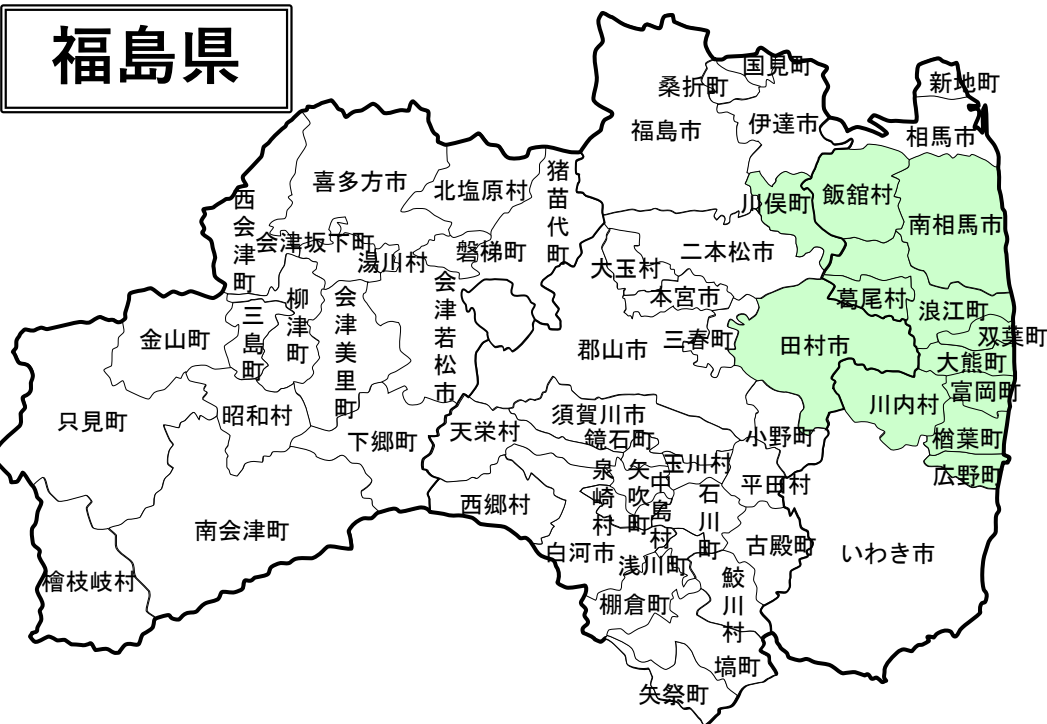 福島県
国見町
桑折町
新地町
福島市
伊達市
相馬市
喜多方市
北塩原村
猪苗代町
川俣町
飯舘村
西会津町
南相馬市
会津坂下町
湯川村
磐梯町
二本松市
大玉村
柳津町
会津美里町
会津若松市
本宮市
葛尾村
浪江町
三島町
金山町
郡山市
三春町
田村市
双葉町
大熊町
富岡町
只見町
昭和村
下郷町
天栄村
須賀川市
鏡石町
小野町
川内村
楢葉町
広野町
泉崎村
矢吹町
中島村
玉川村
石川町
平田村
西郷村
南会津町
白河市
浅川町
古殿町
いわき市
檜枝岐村
棚倉町
鮫川村
塙町
矢祭町